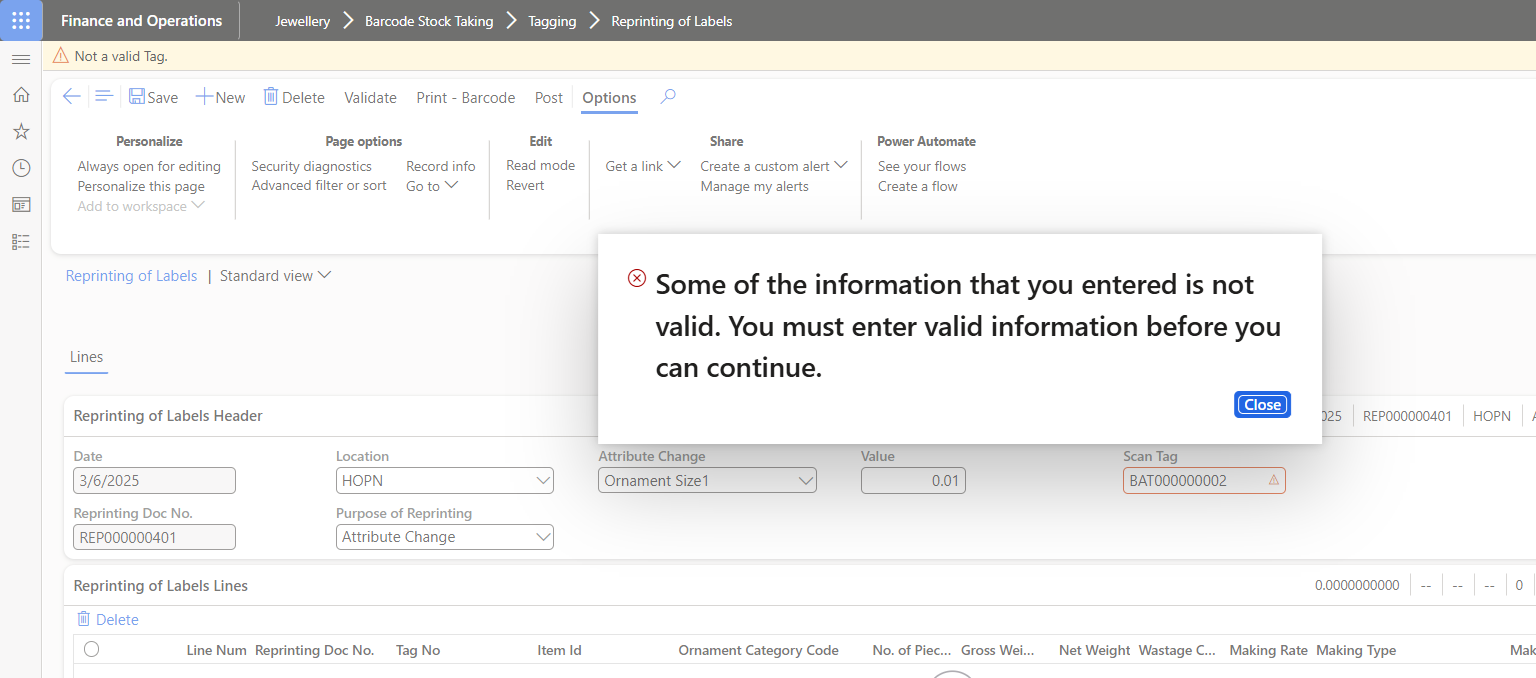 Finance and Operations
Jewellery > Barcode Stock Taking > Tagging > Reprinting of Labels
Not a valid Tag.
Save New Delete Validate Print - Barcode Post Options
Personalize Page options Edit Share Power Automate
Always open for editing Security diagnostics Record info Read mode Get a link Create a custom alert See your flows
Personalize this page Advanced filter or sort Go to Revert Manage my alerts Create a flow
Add to workspace
Some of the information that you entered is not
valid. You must enter valid information before you
can continue.
Close
Reprinting of Labels | Standard view
Lines
Reprinting of Labels Header 025 REP000000401 HOPN
Date Location Attribute Change Value Scan Tag
3/6/2025 HOPN Ornament Size1 0.01 BAT000000002
Reprinting Doc No. Purpose of Reprinting
REP000000401 Attribute Change
Reprinting of Labels Lines 0.0000000000 -- -- -- 0
Delete
Line Num Reprinting Doc No. Tag No Item Id Ornament Category Code No. of Piec... Gross Wei... Net Weight Wastage C... Making Rate Making Type Mak